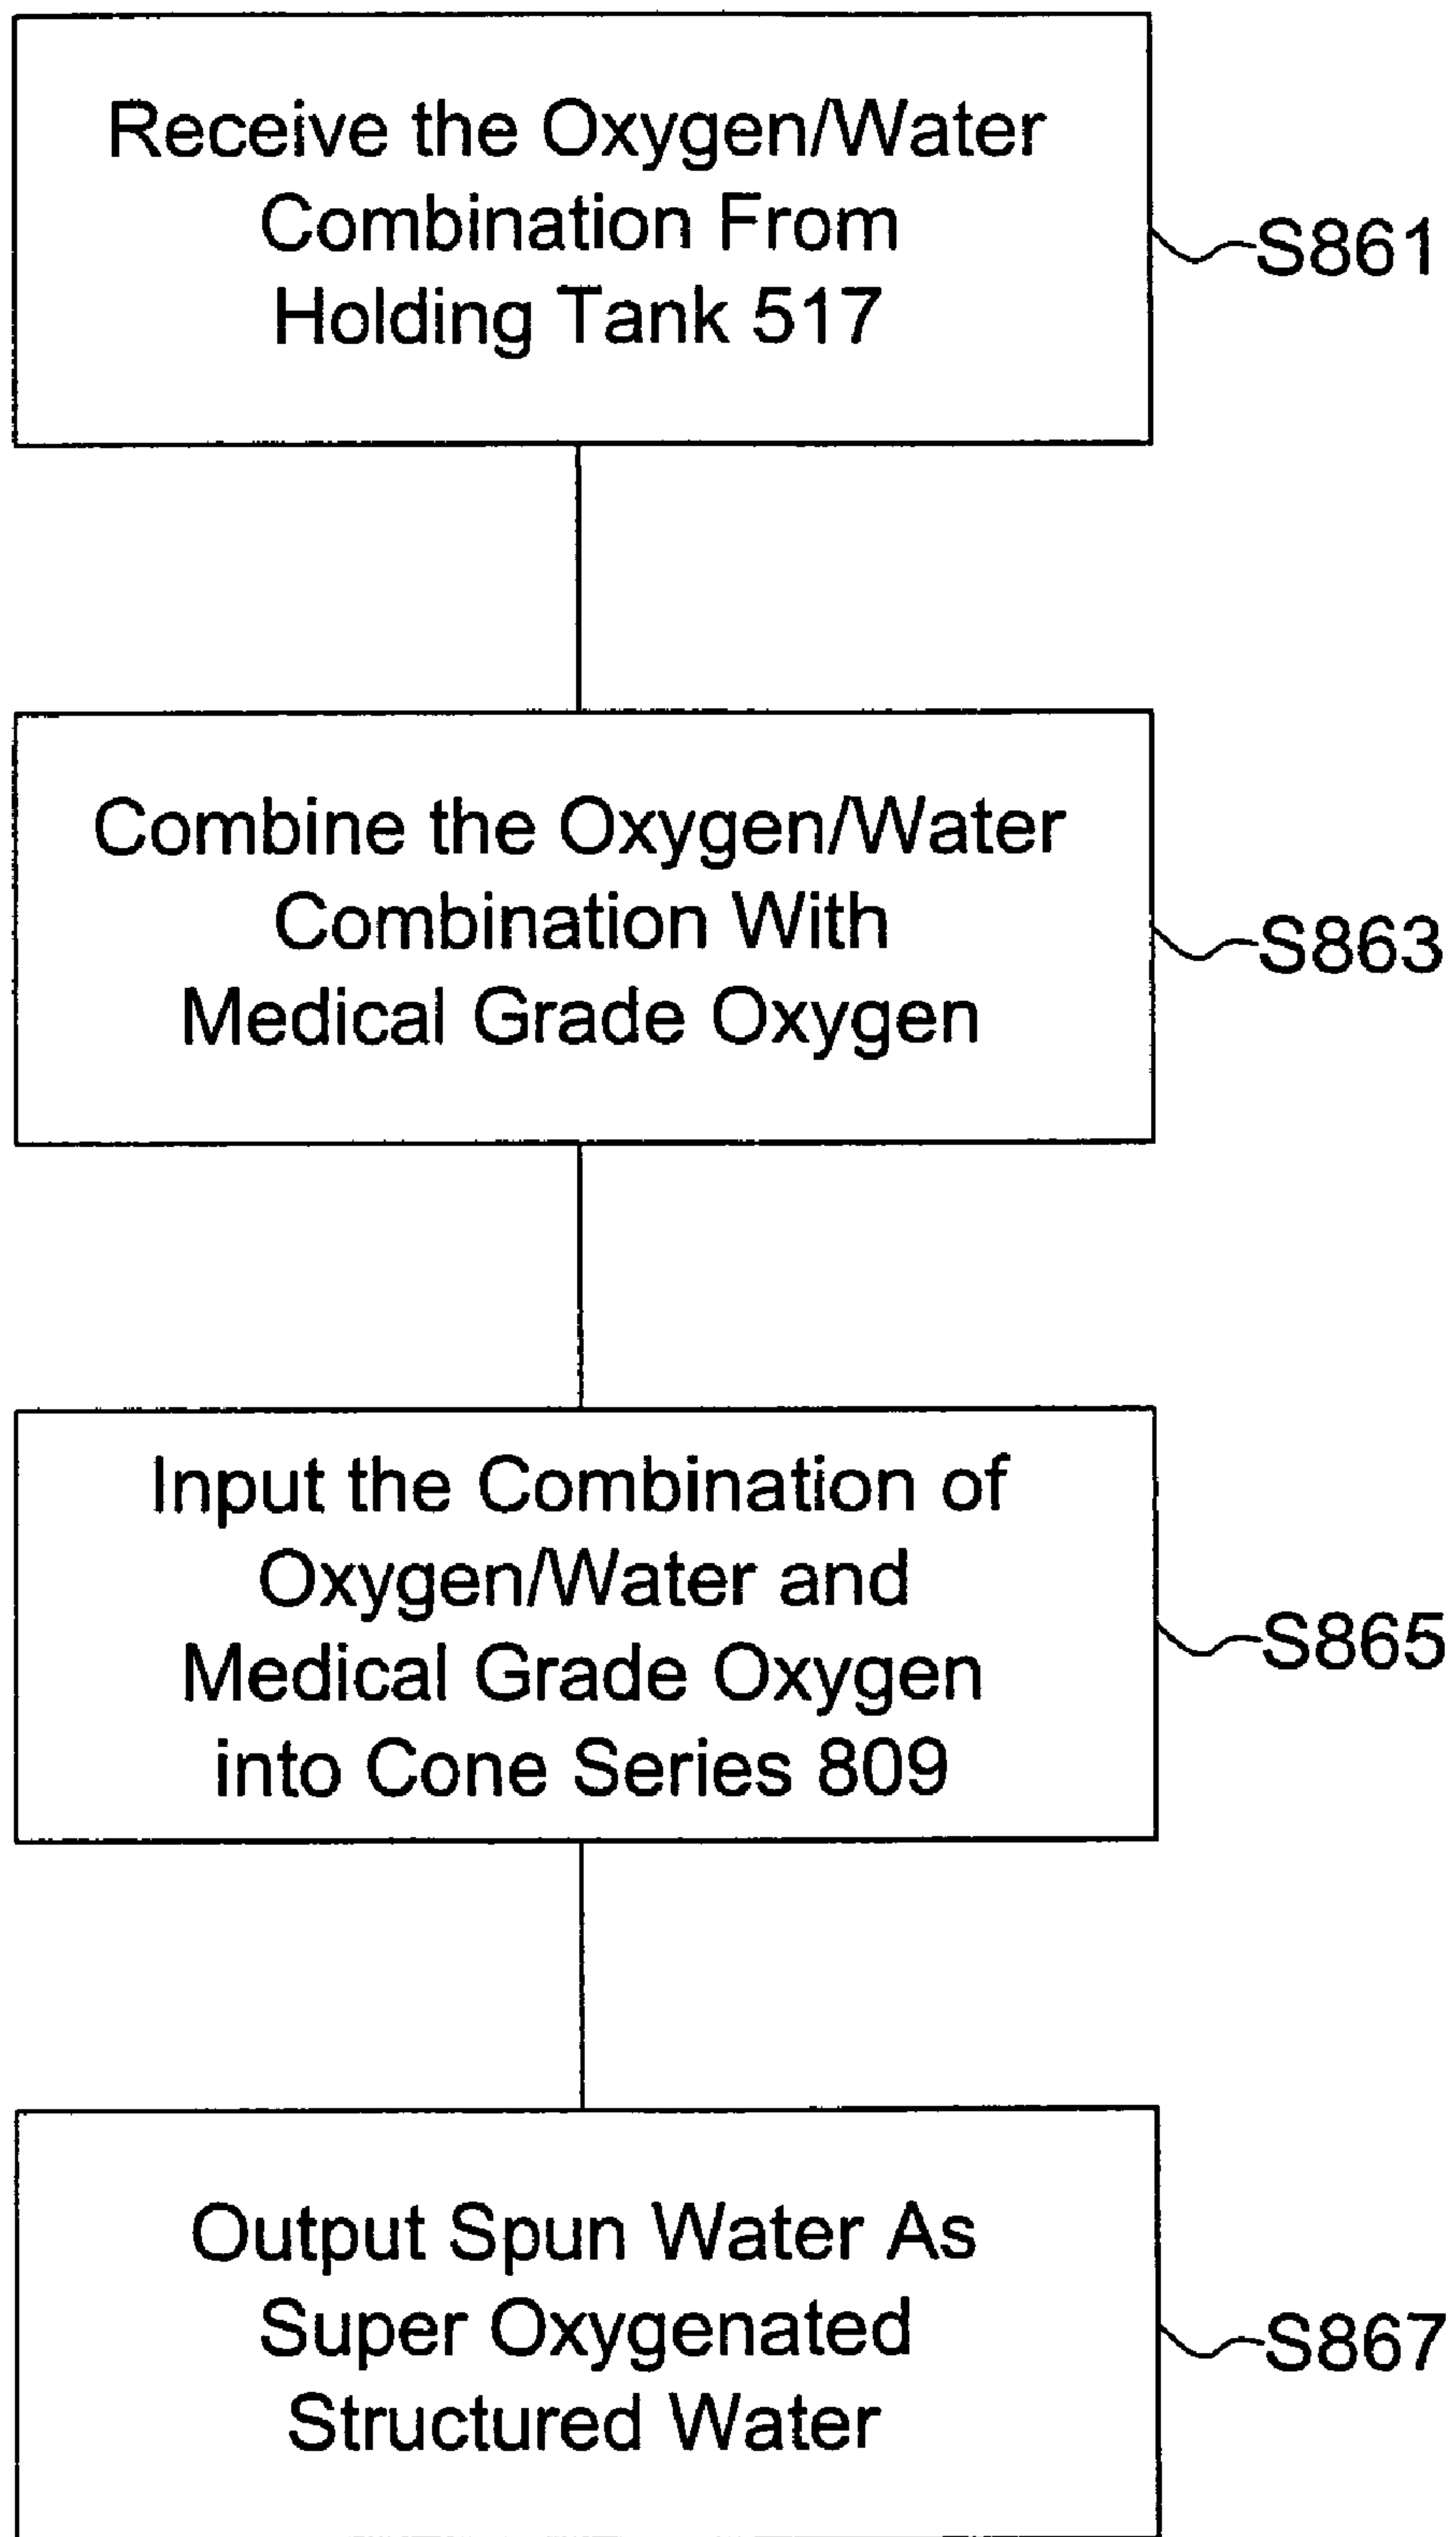 Receive the Oxygen/Water
Combination From
Holding Tank 517
S861
Combine the Oxygen/Water
Combination With
Medical Grade Oxygen
S863
Input the Combination of
Oxygen/Water and
Medical Grade Oxygen
into Cone Series 809
S865
Output Spun Water As
Super Oxygenated
Structured Water
S867